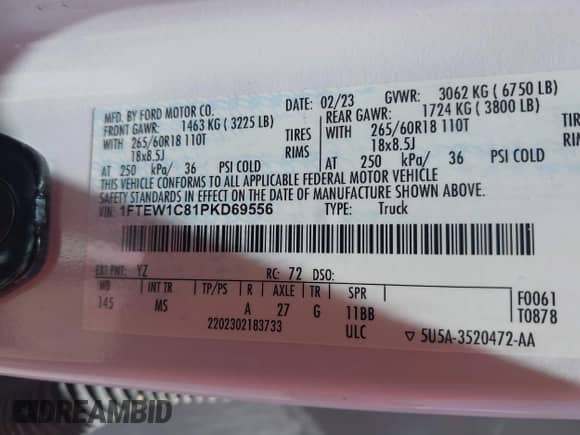 MFD. BY FORD MOTOR CO. DATE: 02/23 GVWR: 3062 KG ( 6750 LB)
FRONT GAWR: 1463 KG ( 3225 LB) REAR GAWR: 1724 KG ( 3800 LB)
WITH 265/60R18 110T TIRES WITH 265/60R18 110T TIRES
18x8.5J RIMS 18x8.5J RIMS
AT 250 kPa/ 36 PSI COLD AT 250 kPa/ 36 PSI COLD
THIS VEHICLE CONFORMS TO ALL APPLICABLE FEDERAL MOTOR VEHICLE
SAFETY STANDARDS IN EFFECT ON THE DATE OF MANUFACTURE SHOWN ABOVE.
VIN: 1FTEW1C81PKD69556 TYPE: Truck
EXT PNT: YZ RC: 72 DSO:
WB INT TR TP/PS R AXLE TR SPR F0061
145 MS A 27 G 11BB T0878
2202302183733 ULC ▽ 5U5A-3520472-AA
DREAMBID